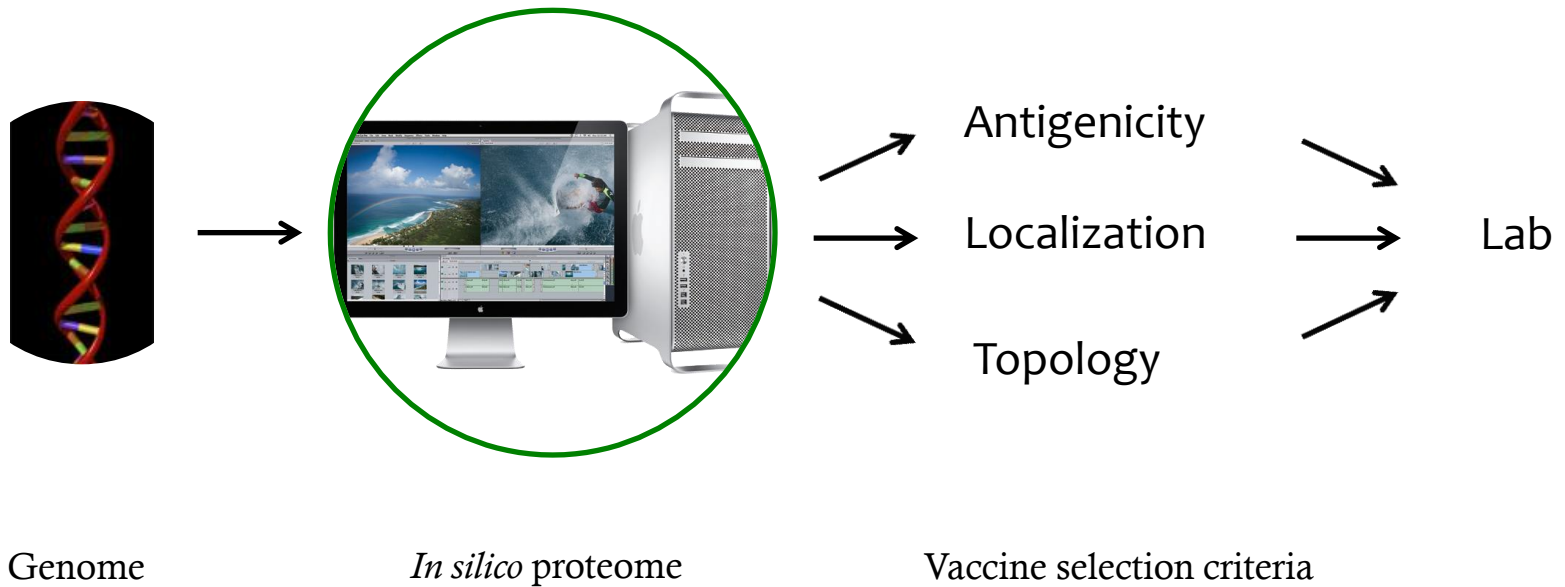 Antigenicity
Localization
Lab
Topology
Genome
In silico proteome
Vaccine selection criteria